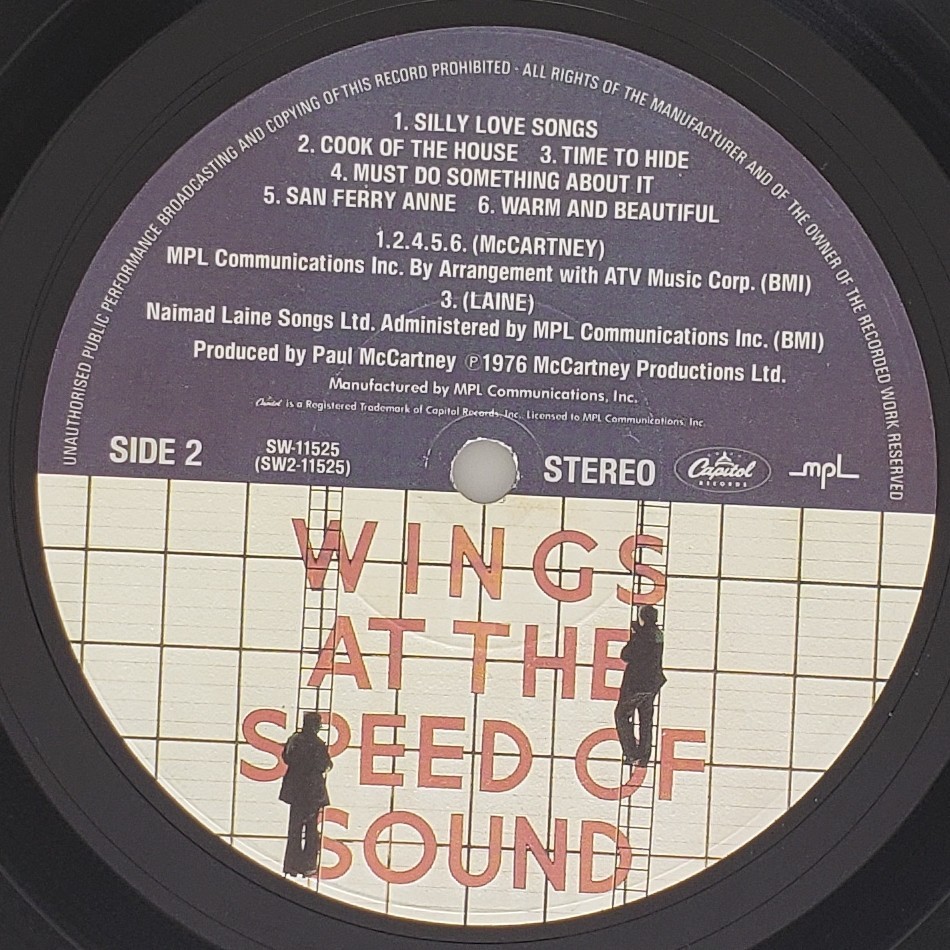 UNAUTHORISED PUBLIC PERFORMANCE BROADCASTING AND COPYING OF THIS RECORD PROHIBITED · ALL RIGHTS OF THE MANUFACTURER AND OF THE OWNER OF THE RECORDED WORK RESERVED
1. SILLY LOVE SONGS
2. COOK OF THE HOUSE 3. TIME TO HIDE
4. MUST DO SOMETHING ABOUT IT
5. SAN FERRY ANNE 6. WARM AND BEAUTIFUL
1.2.4.5.6. (McCARTNEY)
MPL Communications Inc. By Arrangement with ATV Music Corp. (BMI)
3. (LAINE)
Naimad Laine Songs Ltd. Administered by MPL Communications Inc. (BMI)
Produced by Paul McCartney ℗1976 McCartney Productions Ltd.
Manufactured by MPL Communications, Inc.
Capitol is a Registered Trademark of Capitol Records, Inc. Licensed to MPL Communications, Inc.
SIDE 2 SW-11525 STEREO Capitol RECORDS mpL
(SW2-11525)
WINGS
AT THE
SPEED OF
SOUND